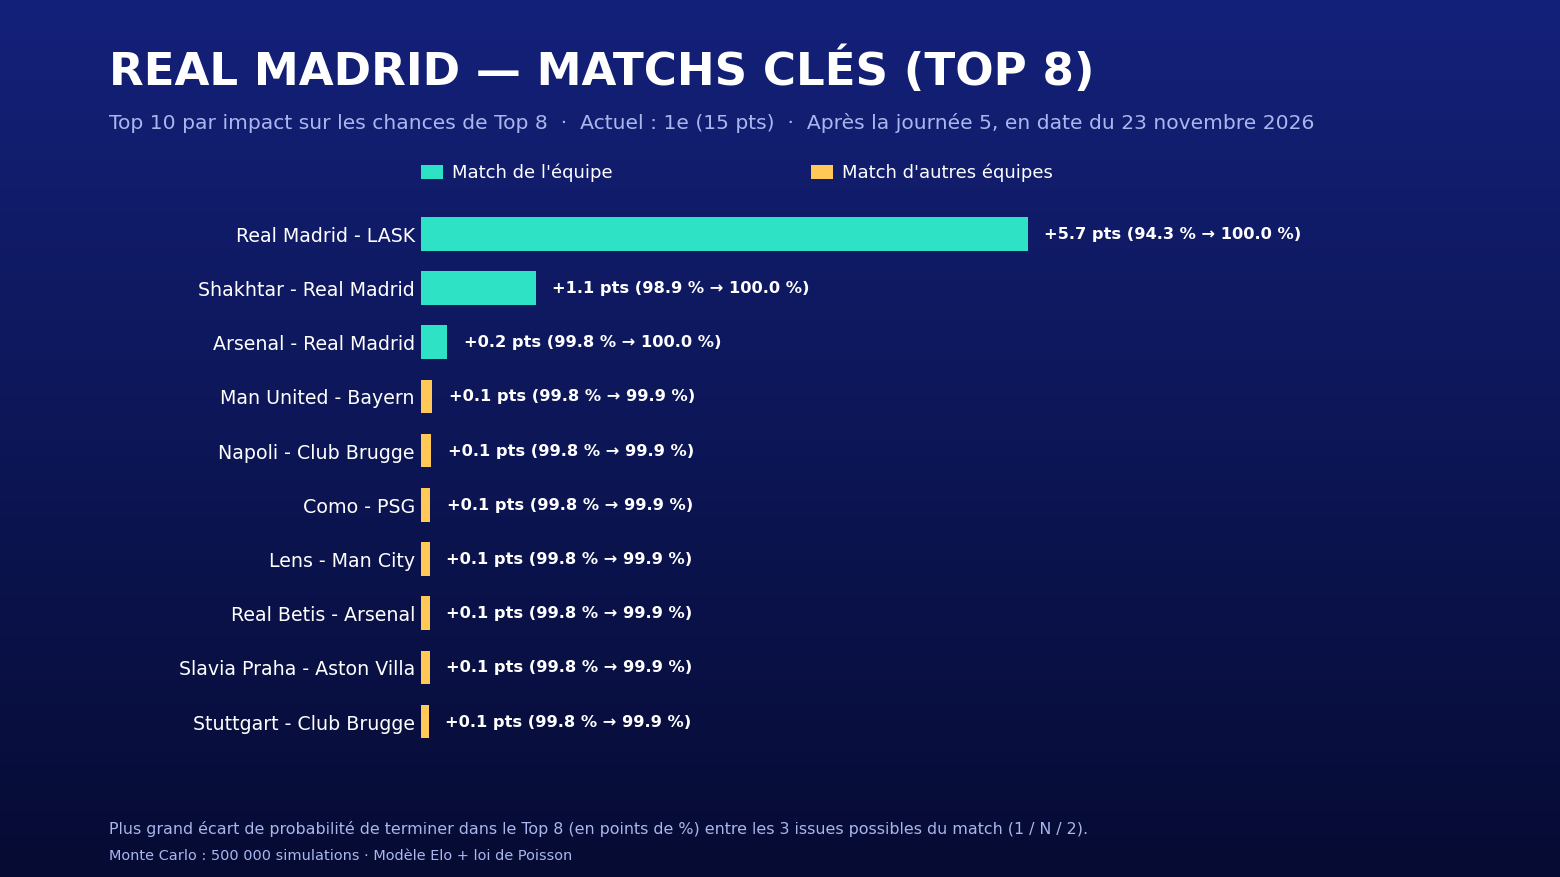 REAL MADRID — MATCHS CLÉS (TOP 8)
Top 10 par impact sur les chances de Top 8 · Actuel : 1e (15 pts) · Après la journée 5, en date du 23 novembre 2026
Match de l'équipe Match d'autres équipes
Real Madrid - LASK +5.7 pts (94.3 % → 100.0 %)
Shakhtar - Real Madrid +1.1 pts (98.9 % → 100.0 %)
Arsenal - Real Madrid +0.2 pts (99.8 % → 100.0 %)
Man United - Bayern +0.1 pts (99.8 % → 99.9 %)
Napoli - Club Brugge +0.1 pts (99.8 % → 99.9 %)
Como - PSG +0.1 pts (99.8 % → 99.9 %)
Lens - Man City +0.1 pts (99.8 % → 99.9 %)
Real Betis - Arsenal +0.1 pts (99.8 % → 99.9 %)
Slavia Praha - Aston Villa +0.1 pts (99.8 % → 99.9 %)
Stuttgart - Club Brugge +0.1 pts (99.8 % → 99.9 %)
Plus grand écart de probabilité de terminer dans le Top 8 (en points de %) entre les 3 issues possibles du match (1 / N / 2).
Monte Carlo : 500 000 simulations · Modèle Elo + loi de Poisson